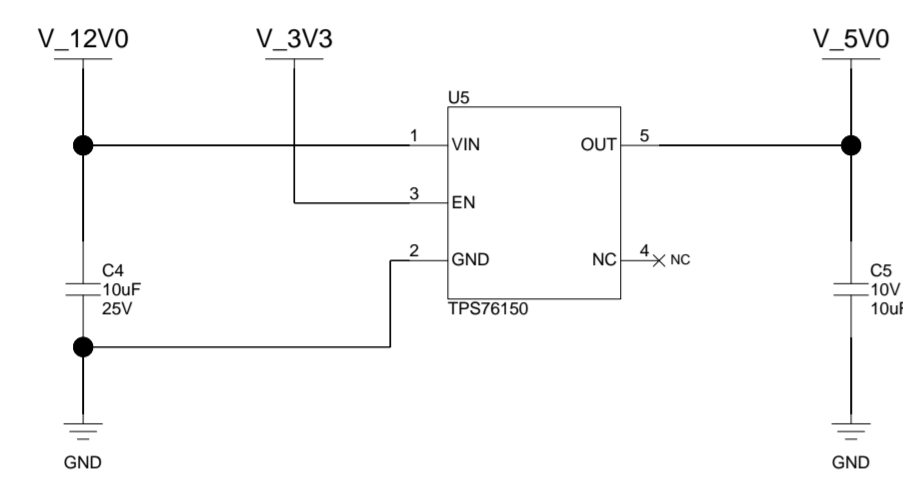 V_12V0
V_3V3
V_5V0
U5
1
VIN
OUT
5
3
EN
2
GND
NC
4
NC
C4
10uF
25V
TPS76150
C5
10V
10uF
GND
GND